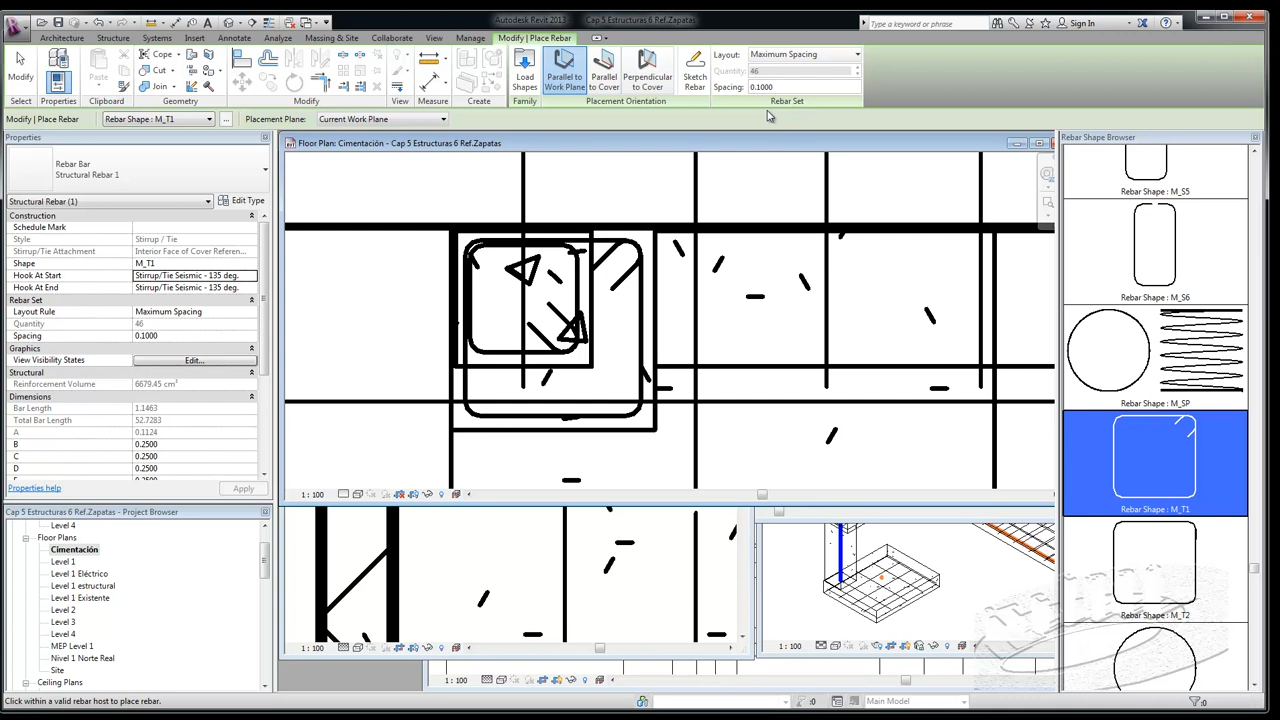 Autodesk Revit 2013 Cap 5 Estructuras 6 Ref.Zapatas
Type a keyword or phrase
Sign In
Architecture Structure Systems Insert Annotate Analyze Massing & Site Collaborate View Manage Modify | Place Rebar
Modify
Paste
Cope
Cut
Join
Load Shapes
Parallel to Work Plane
Parallel to Cover
Perpendicular to Cover
Sketch Rebar
Layout: Maximum Spacing
Quantity: 46
Spacing: 0.1000
Select Properties Clipboard Geometry Modify View Measure Create Family Placement Orientation Rebar Set
Modify | Place Rebar Rebar Shape : M_T1 ... Placement Plane: Current Work Plane
Properties
Rebar Bar
Structural Rebar 1
Structural Rebar (1) Edit Type
Construction
Schedule Mark
Style Stirrup / Tie
Stirrup/Tie Attachment Interior Face of Cover Referen...
Shape M_T1
Hook At Start Stirrup/Tie Seismic - 135 deg.
Hook At End Stirrup/Tie Seismic - 135 deg.
Rebar Set
Layout Rule Maximum Spacing
Quantity 46
Spacing 0.1000
Graphics
View Visibility States Edit...
Structural
Reinforcement Volume 6679.45 cm³
Dimensions
Bar Length 1.1463
Total Bar Length 52.7283
A 0.1124
B 0.2500
C 0.2500
D 0.2500
Properties help Apply
Cap 5 Estructuras 6 Ref.Zapatas - Project Browser
Level 4
Floor Plans
Cimentación
Level 1
Level 1 Eléctrico
Level 1 estructural
Level 1 Existente
Level 2
Level 3
Level 4
MEP Level 1
Nivel 1 Norte Real
Site
Ceiling Plans
Floor Plan: Cimentación - Cap 5 Estructuras 6 Ref.Zapatas
1 : 100
1 : 100
1 : 100
1 : 100
Rebar Shape Browser
Rebar Shape : M_S5
Rebar Shape : M_S6
Rebar Shape : M_SP
Rebar Shape : M_T1
Rebar Shape : M_T2
Click within a valid rebar host to place rebar.
:0
Main Model
:0